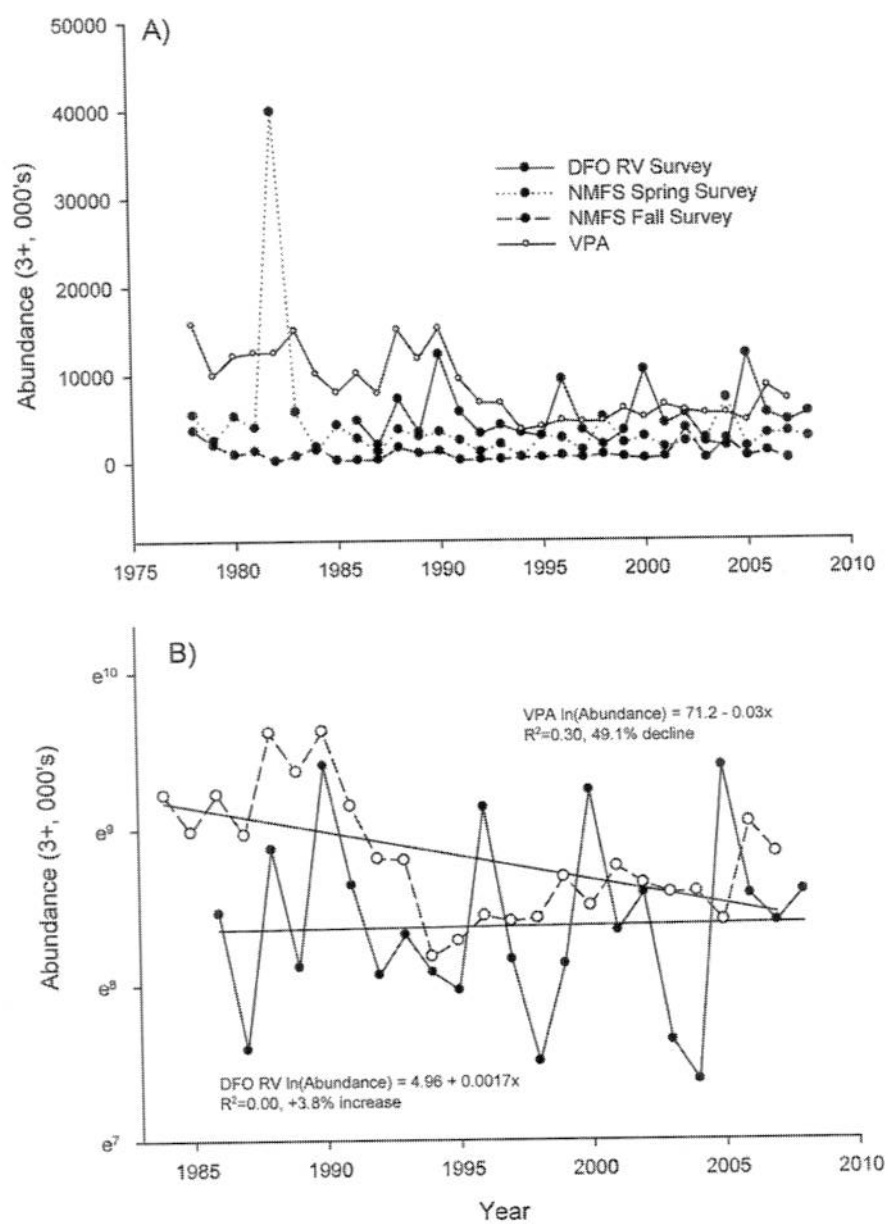 A)
50000
40000
30000
20000
10000
0
Abundance (3+, 000's)
DFO RV Survey
NMFS Spring Survey
NMFS Fall Survey
VPA
1975 1980 1985 1990 1995 2000 2005 2010
B)
e10
e9
e8
e7
Abundance (3+, 000's)
VPA ln(Abundance) = 71.2 - 0.03x
R²=0.30, 49.1% decline
DFO RV ln(Abundance) = 4.96 + 0.0017x
R²=0.00, +3.8% increase
1985 1990 1995 2000 2005 2010
Year